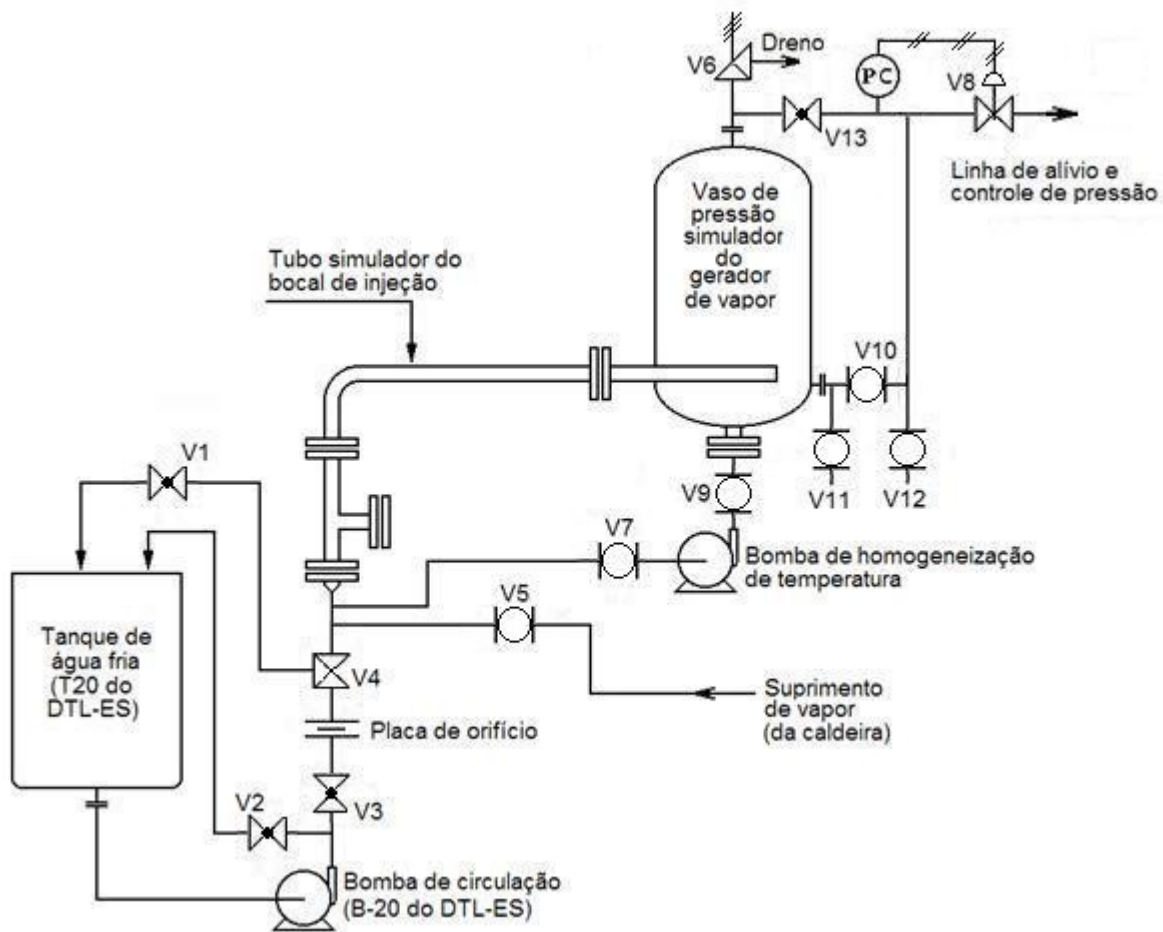 Dreno
V6
PC
V8
V13
Linha de alívio e
controle de pressão
Vaso de
pressão
simulador
do
gerador
de vapor
Tubo simulador do
bocal de injeção
V10
V1
V11
V12
V9
V7
Bomba de homogeneização
de temperatura
V5
Tanque de
água fria
(T20 do
DTL-ES)
V4
Suprimento
de vapor
(da caldeira)
Placa de orifício
V2
V3
Bomba de circulação
(B-20 do DTL-ES)